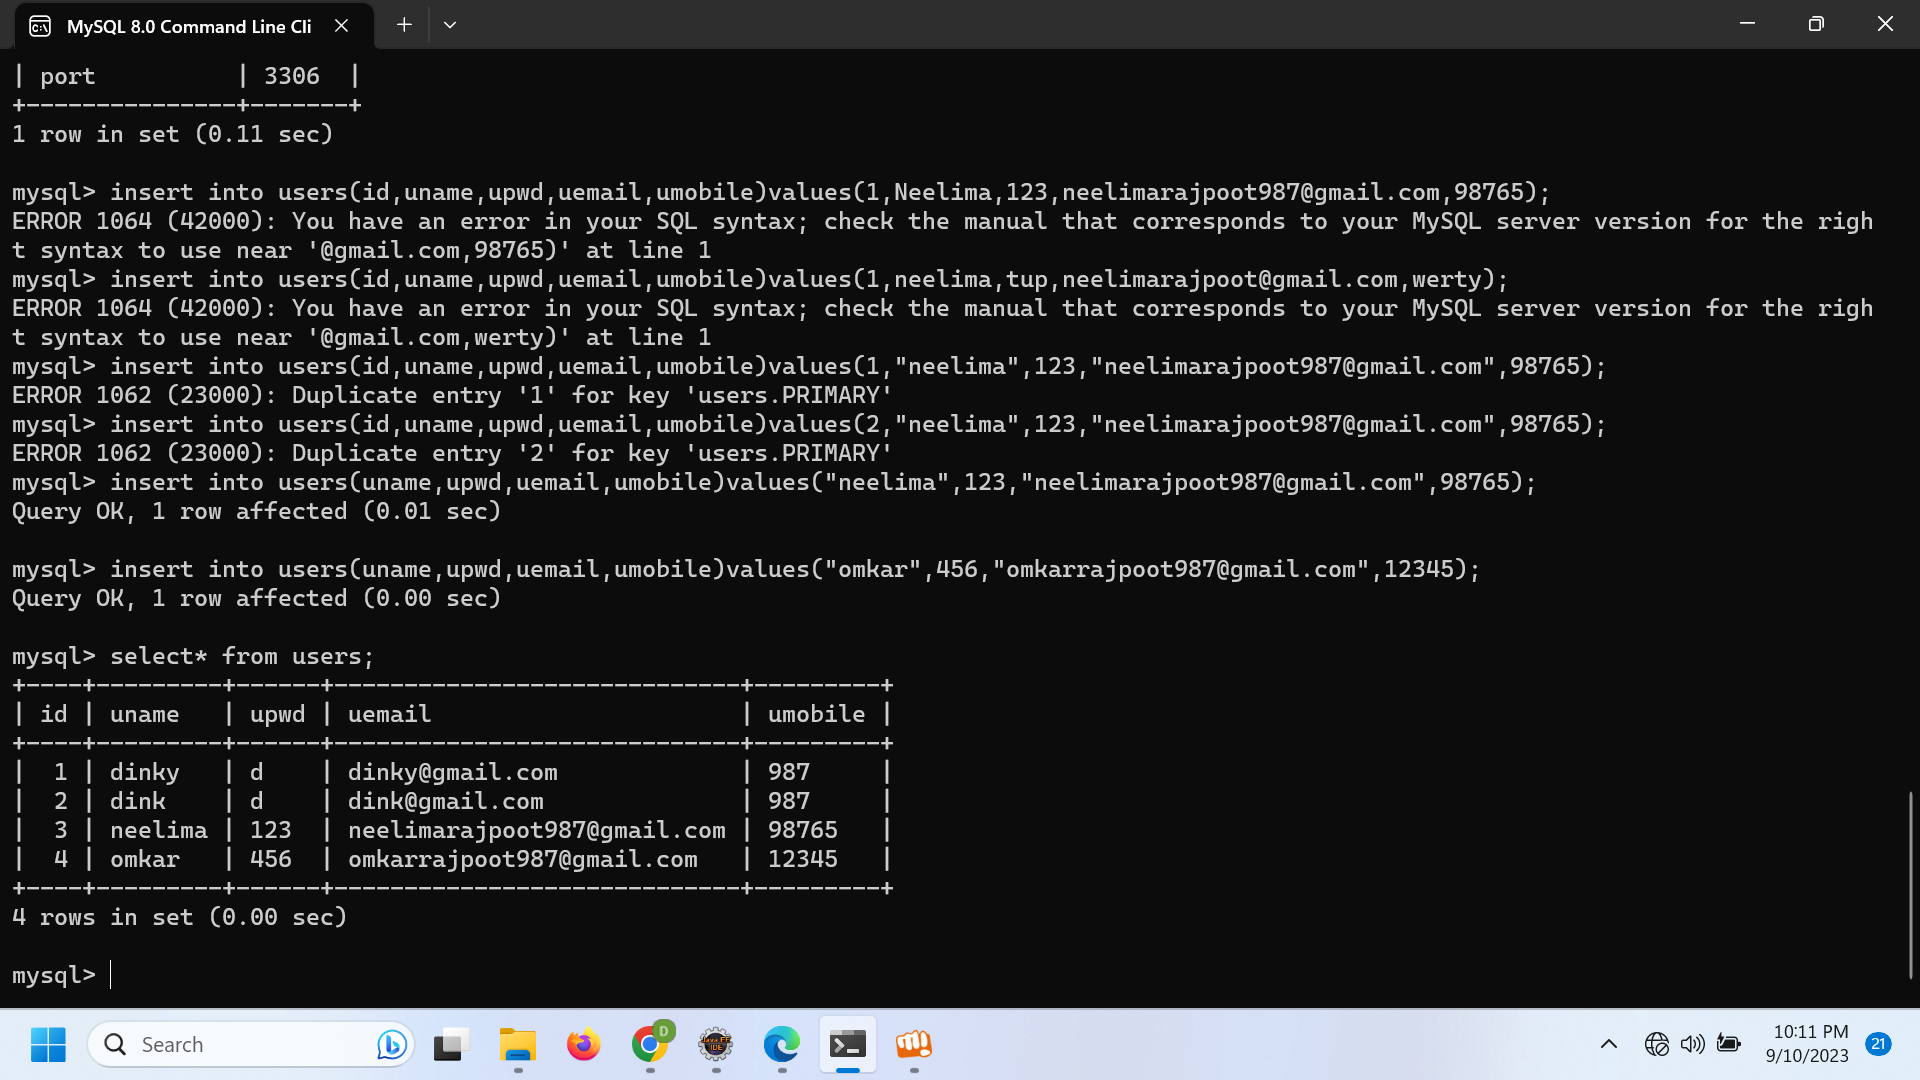 MySQL 8.0 Command Line Cli
| port          | 3306  |
+---------------+-------+
1 row in set (0.11 sec)
mysql> insert into users(id,uname,upwd,uemail,umobile)values(1,Neelima,123,neelimarajpoot987@gmail.com,98765);
ERROR 1064 (42000): You have an error in your SQL syntax; check the manual that corresponds to your MySQL server version for the righ
t syntax to use near '@gmail.com,98765)' at line 1
mysql> insert into users(id,uname,upwd,uemail,umobile)values(1,neelima,tup,neelimarajpoot@gmail.com,werty);
ERROR 1064 (42000): You have an error in your SQL syntax; check the manual that corresponds to your MySQL server version for the righ
t syntax to use near '@gmail.com,werty)' at line 1
mysql> insert into users(id,uname,upwd,uemail,umobile)values(1,"neelima",123,"neelimarajpoot987@gmail.com",98765);
ERROR 1062 (23000): Duplicate entry '1' for key 'users.PRIMARY'
mysql> insert into users(id,uname,upwd,uemail,umobile)values(2,"neelima",123,"neelimarajpoot987@gmail.com",98765);
ERROR 1062 (23000): Duplicate entry '2' for key 'users.PRIMARY'
mysql> insert into users(uname,upwd,uemail,umobile)values("neelima",123,"neelimarajpoot987@gmail.com",98765);
Query OK, 1 row affected (0.01 sec)
mysql> insert into users(uname,upwd,uemail,umobile)values("omkar",456,"omkarrajpoot987@gmail.com",12345);
Query OK, 1 row affected (0.00 sec)
mysql> select* from users;
+----+---------+------+-----------------------------+---------+
| id | uname   | upwd | uemail                      | umobile |
+----+---------+------+-----------------------------+---------+
|  1 | dinky   | d    | dinky@gmail.com             | 987     |
|  2 | dink    | d    | dink@gmail.com              | 987     |
|  3 | neelima | 123  | neelimarajpoot987@gmail.com | 98765   |
|  4 | omkar   | 456  | omkarrajpoot987@gmail.com   | 12345   |
+----+---------+------+-----------------------------+---------+
4 rows in set (0.00 sec)
mysql>
Search
D
Java EE
IDE
10:11 PM
9/10/2023
21